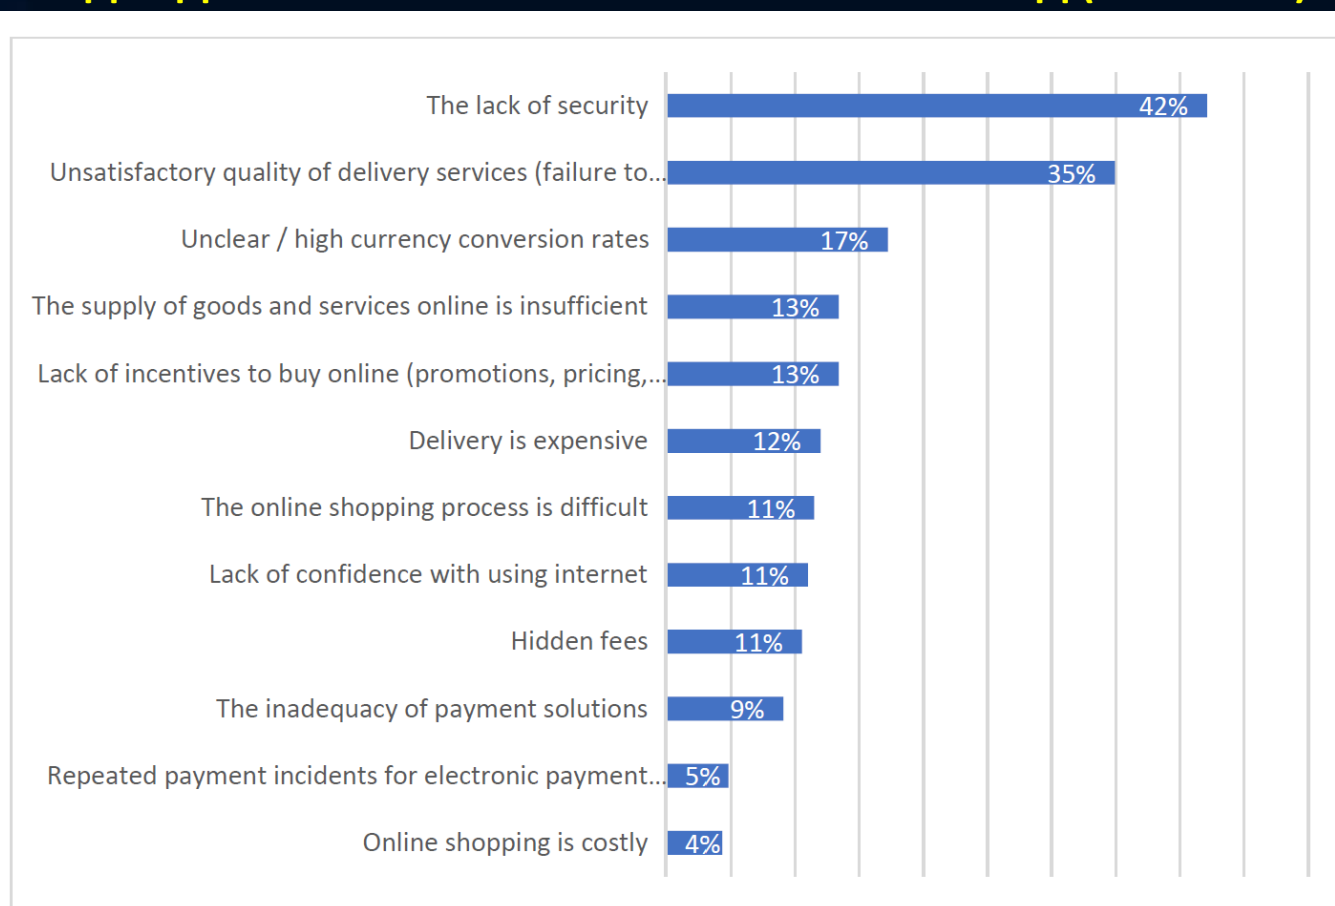 The lack of security 42%
Unsatisfactory quality of delivery services (failure to... 35%
Unclear / high currency conversion rates 17%
The supply of goods and services online is insufficient 13%
Lack of incentives to buy online (promotions, pricing,... 13%
Delivery is expensive 12%
The online shopping process is difficult 11%
Lack of confidence with using internet 11%
Hidden fees 11%
The inadequacy of payment solutions 9%
Repeated payment incidents for electronic payment... 5%
Online shopping is costly 4%